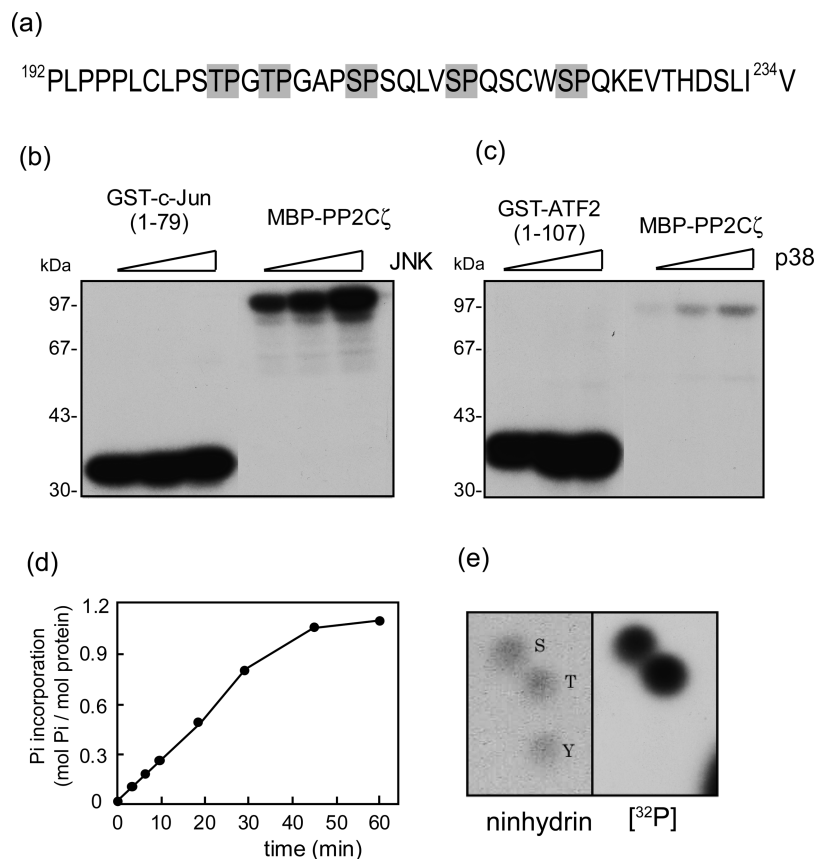 (a)
192PLPPPLCLPSTPGTPGAPSPSQLVSPQSCWSPQKEVTHDSLI234V
(b)
GST-c-Jun
(1-79)
MBP-PP2Cζ
JNK
kDa
97-
67-
43-
30-
(c)
GST-ATF2
(1-107)
MBP-PP2Cζ
p38
kDa
97-
67-
43-
30-
(d)
Pi incorporation
(mol Pi / mol protein)
1.2
0.9
0.6
0.3
0
0 10 20 30 40 50 60
time (min)
(e)
S
T
Y
ninhydrin [32P]